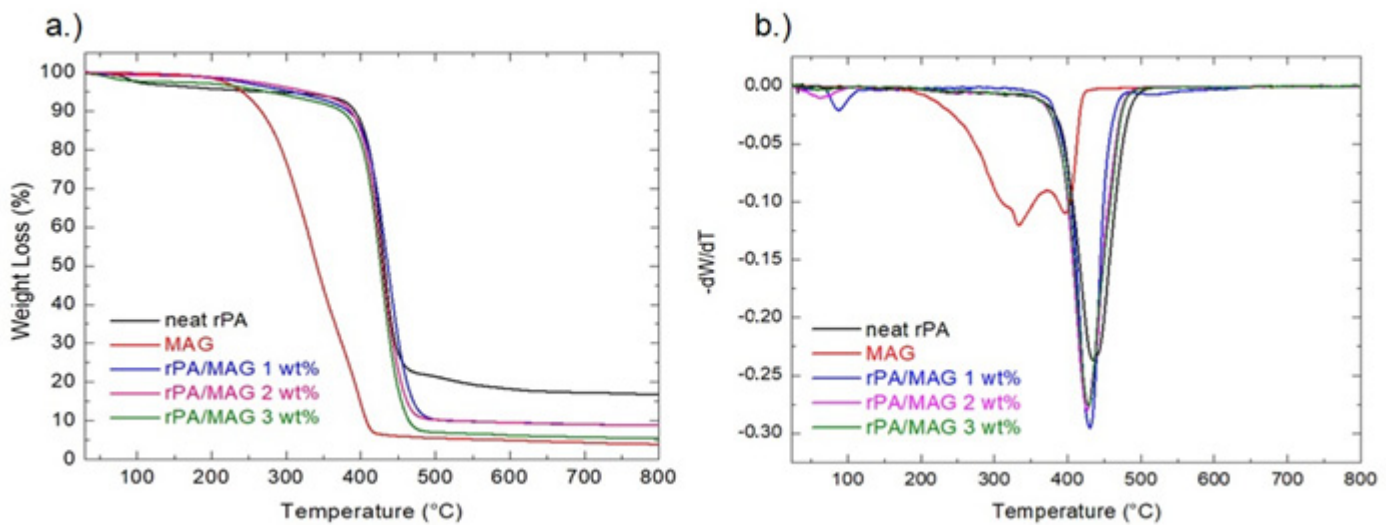 a.)
100
90
80
70
60
50
40
30
20
10
0
Weight Loss (%)
neat rPA
MAG
rPA/MAG 1 wt%
rPA/MAG 2 wt%
rPA/MAG 3 wt%
100 200 300 400 500 600 700 800
Temperature (°C)
b.)
0.00
-0.05
-0.10
-0.15
-0.20
-0.25
-0.30
-dW/dT
neat rPA
MAG
rPA/MAG 1 wt%
rPA/MAG 2 wt%
rPA/MAG 3 wt%
100 200 300 400 500 600 700 800
Temperature (°C)